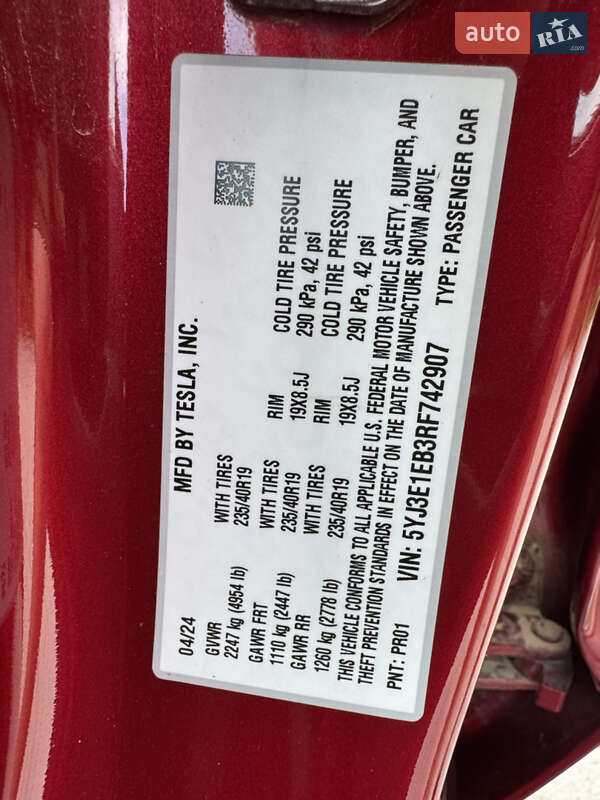 auto RIA.com
04/24 MFD BY TESLA, INC.
GVWR
2247 kg (4954 lb) WITH TIRES 235/40R19
GAWR FRT WITH TIRES RIM COLD TIRE PRESSURE
1110 kg (2447 lb) 235/40R19 19X8.5J 290 kPa, 42 psi
GAWR RR WITH TIRES RIM COLD TIRE PRESSURE
1260 kg (2778 lb) 235/40R19 19X8.5J 290 kPa, 42 psi
THIS VEHICLE CONFORMS TO ALL APPLICABLE U.S. FEDERAL MOTOR VEHICLE SAFETY, BUMPER, AND
THEFT PREVENTION STANDARDS IN EFFECT ON THE DATE OF MANUFACTURE SHOWN ABOVE.
PNT: PR01 VIN: 5YJ3E1EB3RF742907 TYPE: PASSENGER CAR